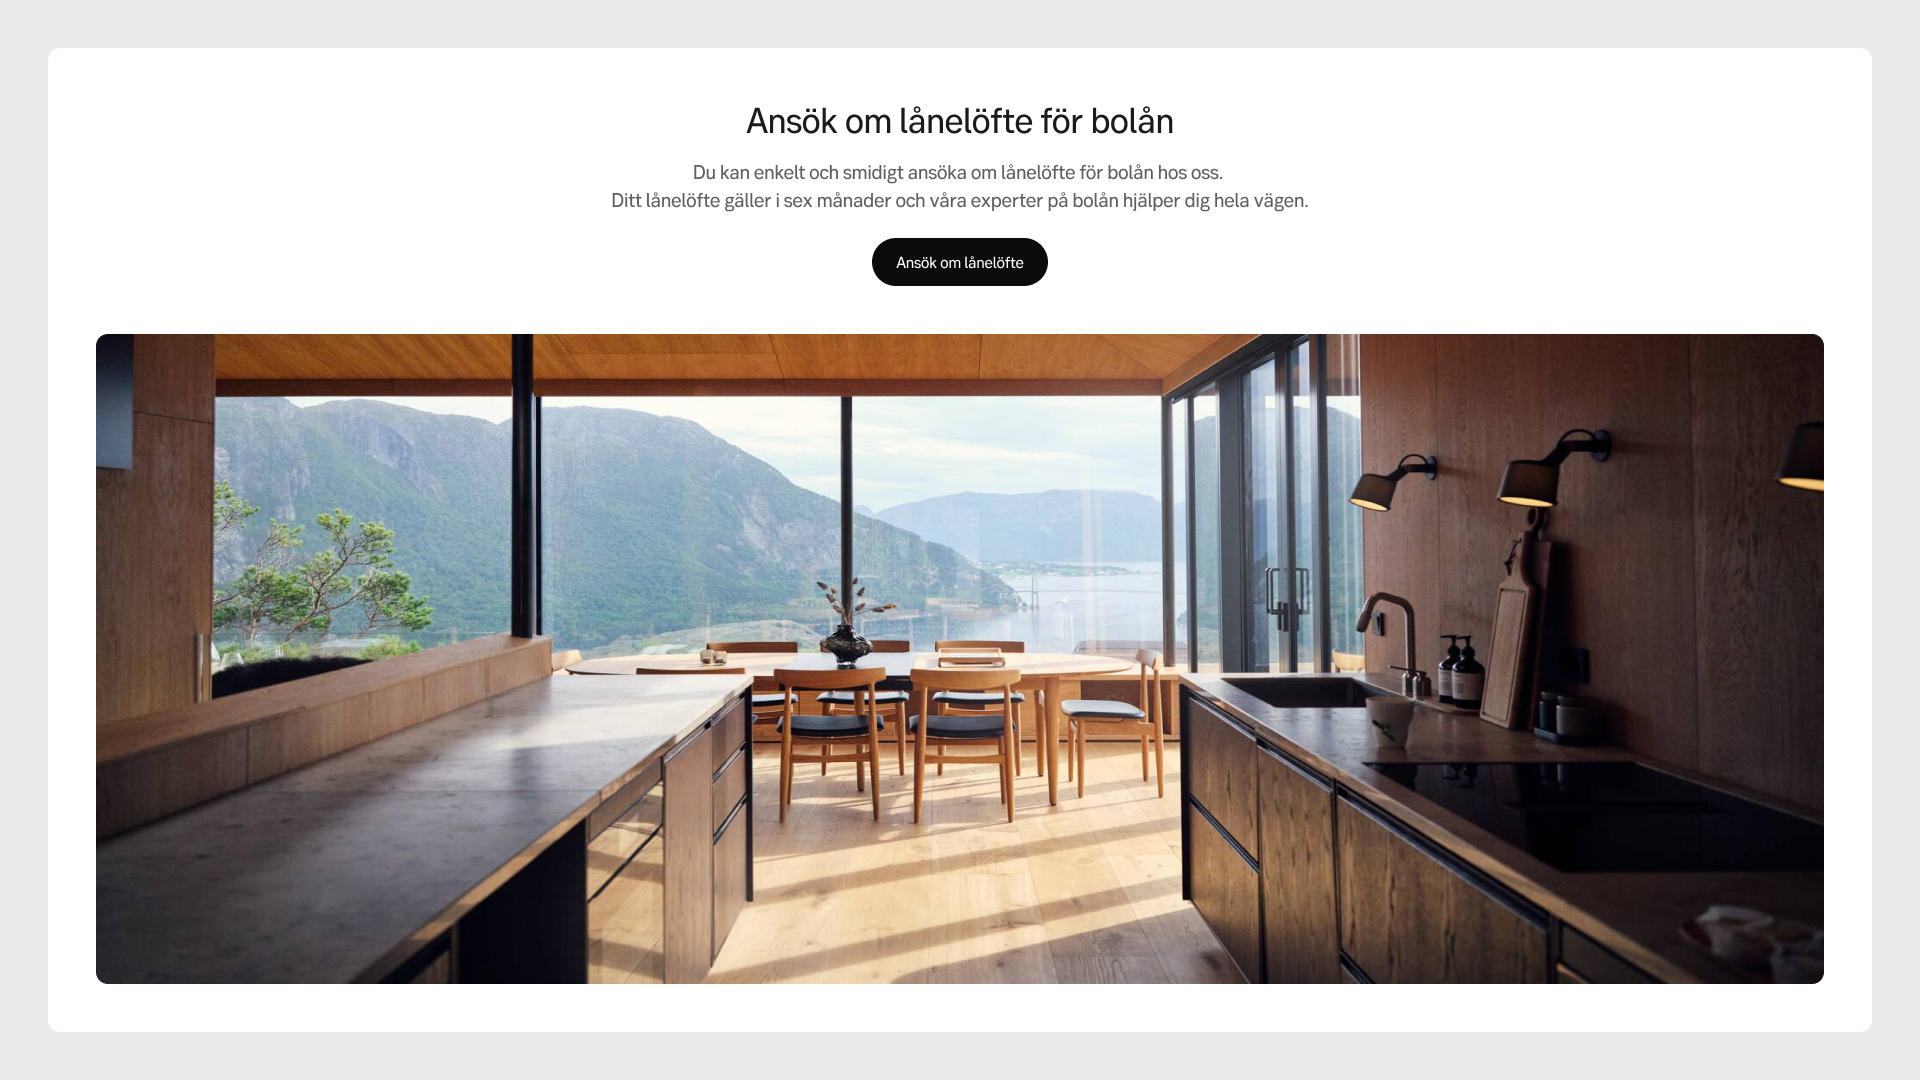 Ansök om lånelöfte för bolån
Du kan enkelt och smidigt ansöka om lånelöfte för bolån hos oss.
Ditt lånelöfte gäller i sex månader och våra experter på bolån hjälper dig hela vägen.
Ansök om lånelöfte